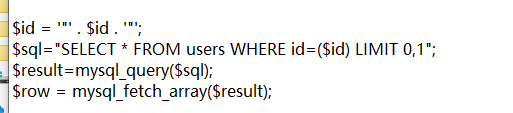 $id = '"' . $id . '"';
$sql="SELECT * FROM users WHERE id=($id) LIMIT 0,1";
$result=mysql_query($sql);
$row = mysql_fetch_array($result);